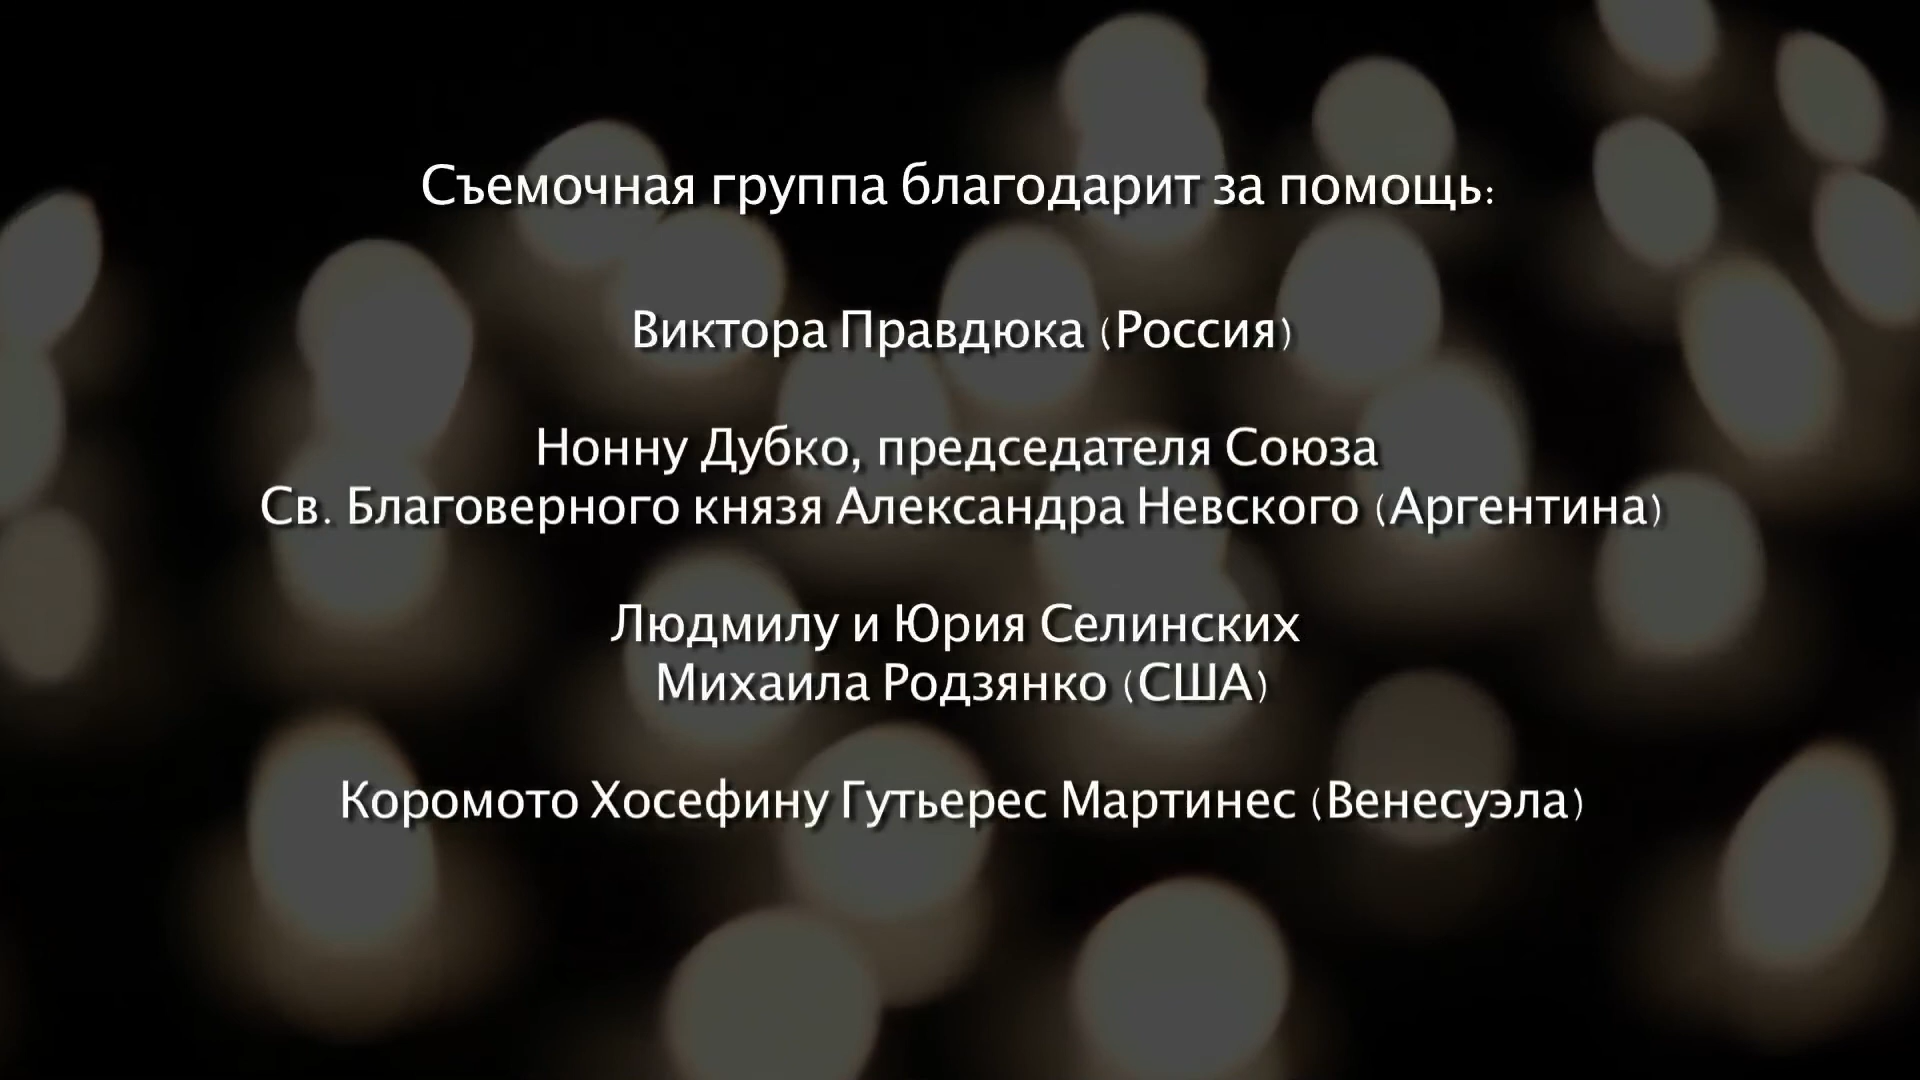 Съемочная группа благодарит за помощь:
Виктора Правдюка (Россия)
Нонну Дубко, председателя Союза
Св. Благоверного князя Александра Невского (Аргентина)
Людмилу и Юрия Селинских
Михаила Родзянко (США)
Коромото Хосефину Гутьерес Мартинес (Венесуэла)